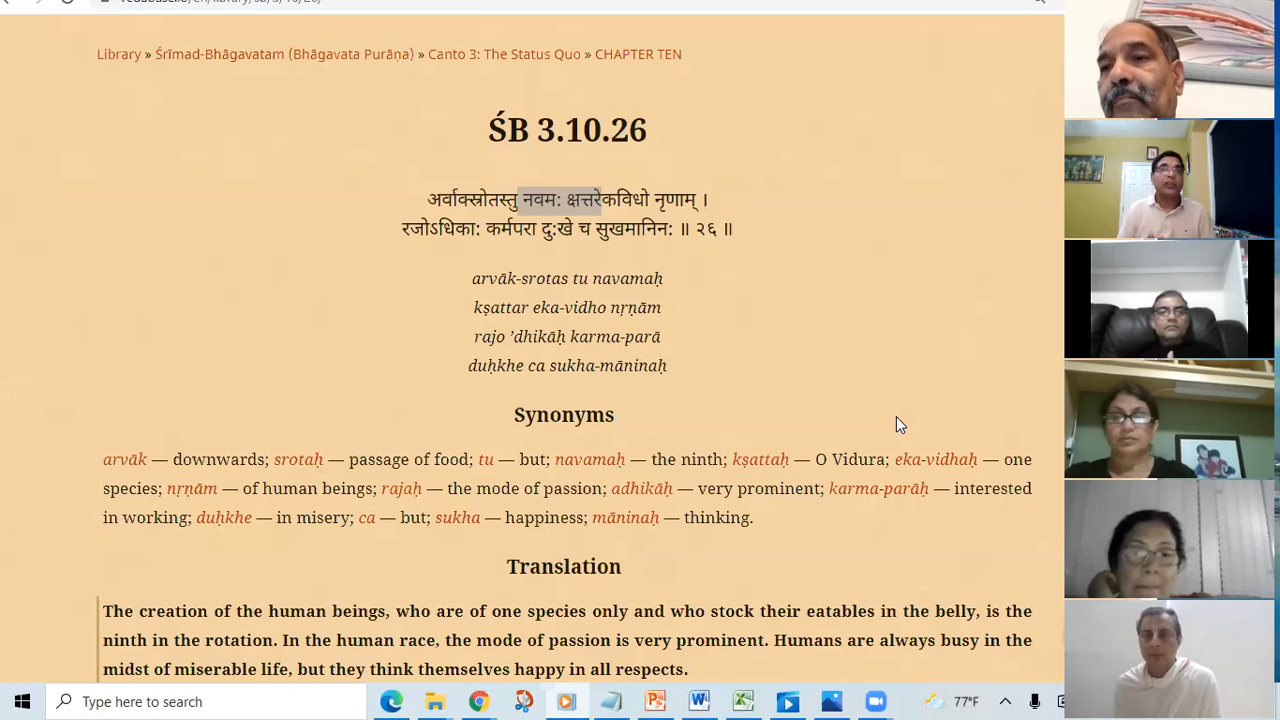 Library » Śrīmad-Bhāgavatam (Bhāgavata Purāṇa) » Canto 3: The Status Quo » CHAPTER TEN
ŚB 3.10.26
अर्वाक्स्रोतस्तु नवम: क्षत्तरेकविधो नृणाम् ।
रजोऽधिका: कर्मपरा दु:खे च सुखमानिन: ॥ २६ ॥
arvāk-srotas tu navamaḥ
kṣattar eka-vidho nṛṇām
rajo ’dhikāḥ karma-parā
duḥkhe ca sukha-māninaḥ
Synonyms
arvāk — downwards; srotaḥ — passage of food; tu — but; navamaḥ — the ninth; kṣattaḥ — O Vidura; eka-vidhaḥ — one
species; nṛṇām — of human beings; rajaḥ — the mode of passion; adhikāḥ — very prominent; karma-parāḥ — interested
in working; duḥkhe — in misery; ca — but; sukha — happiness; māninaḥ — thinking.
Translation
The creation of the human beings, who are of one species only and who stock their eatables in the belly, is the
ninth in the rotation. In the human race, the mode of passion is very prominent. Humans are always busy in the
midst of miserable life, but they think themselves happy in all respects.
Type here to search
77°F